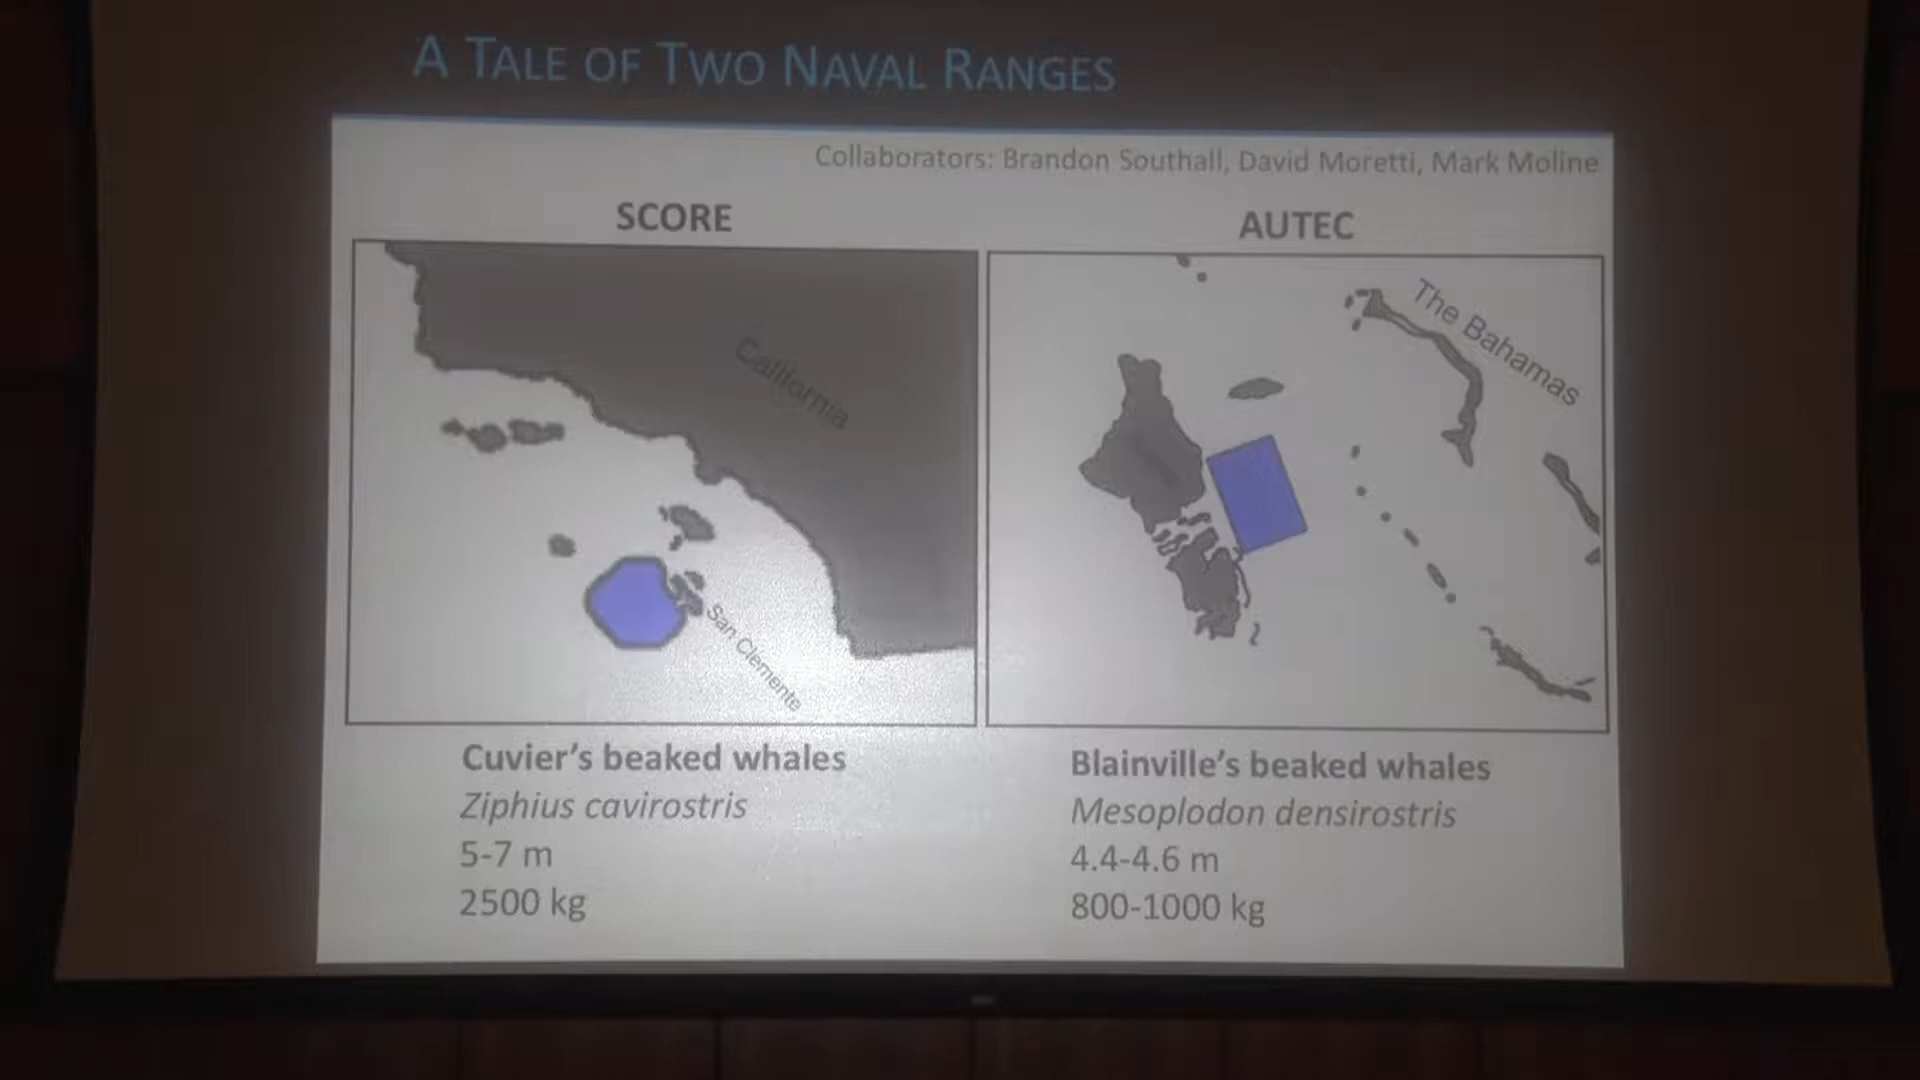 A TALE OF TWO NAVAL RANGES
Collaborators: Brandon Southall, David Moretti, Mark Moline
SCORE
California
San Clemente
Cuvier's beaked whales
Ziphius cavirostris
5-7 m
2500 kg
AUTEC
The Bahamas
Blainville's beaked whales
Mesoplodon densirostris
4.4-4.6 m
800-1000 kg